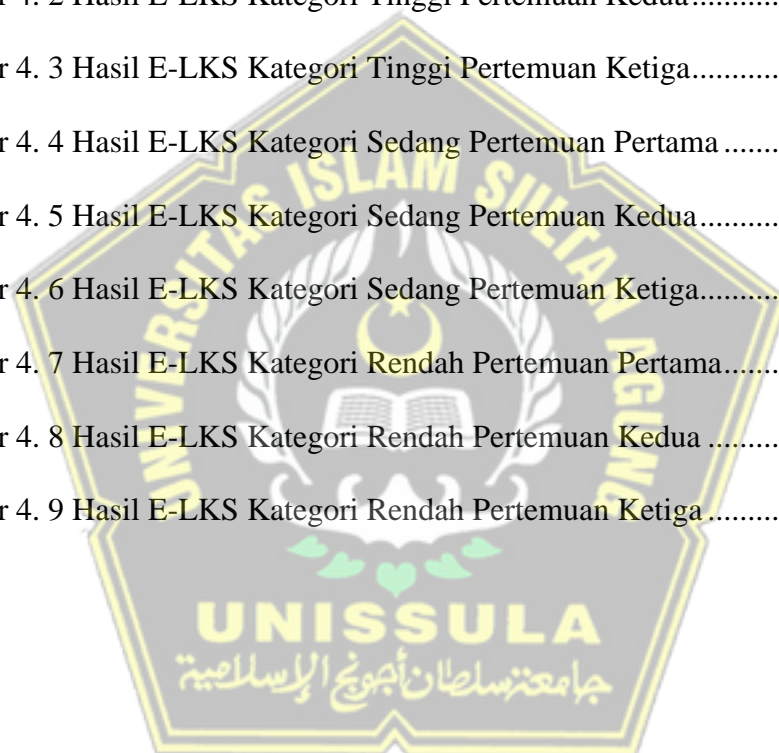 r 4. 2 Hasil E-LKS Kategori Tinggi Pertemuan Kedua...........
r 4. 3 Hasil E-LKS Kategori Tinggi Pertemuan Ketiga...........
r 4. 4 Hasil E-LKS Kategori Sedang Pertemuan Pertama .......
r 4. 5 Hasil E-LKS Kategori Sedang Pertemuan Kedua..........
r 4. 6 Hasil E-LKS Kategori Sedang Pertemuan Ketiga..........
r 4. 7 Hasil E-LKS Kategori Rendah Pertemuan Pertama.......
r 4. 8 Hasil E-LKS Kategori Rendah Pertemuan Kedua .........
r 4. 9 Hasil E-LKS Kategori Rendah Pertemuan Ketiga .........
UNIVERSITAS ISLAM SULTAN AGUNG
UNISSULA
جامعة سلطان أجونج الإسلامية